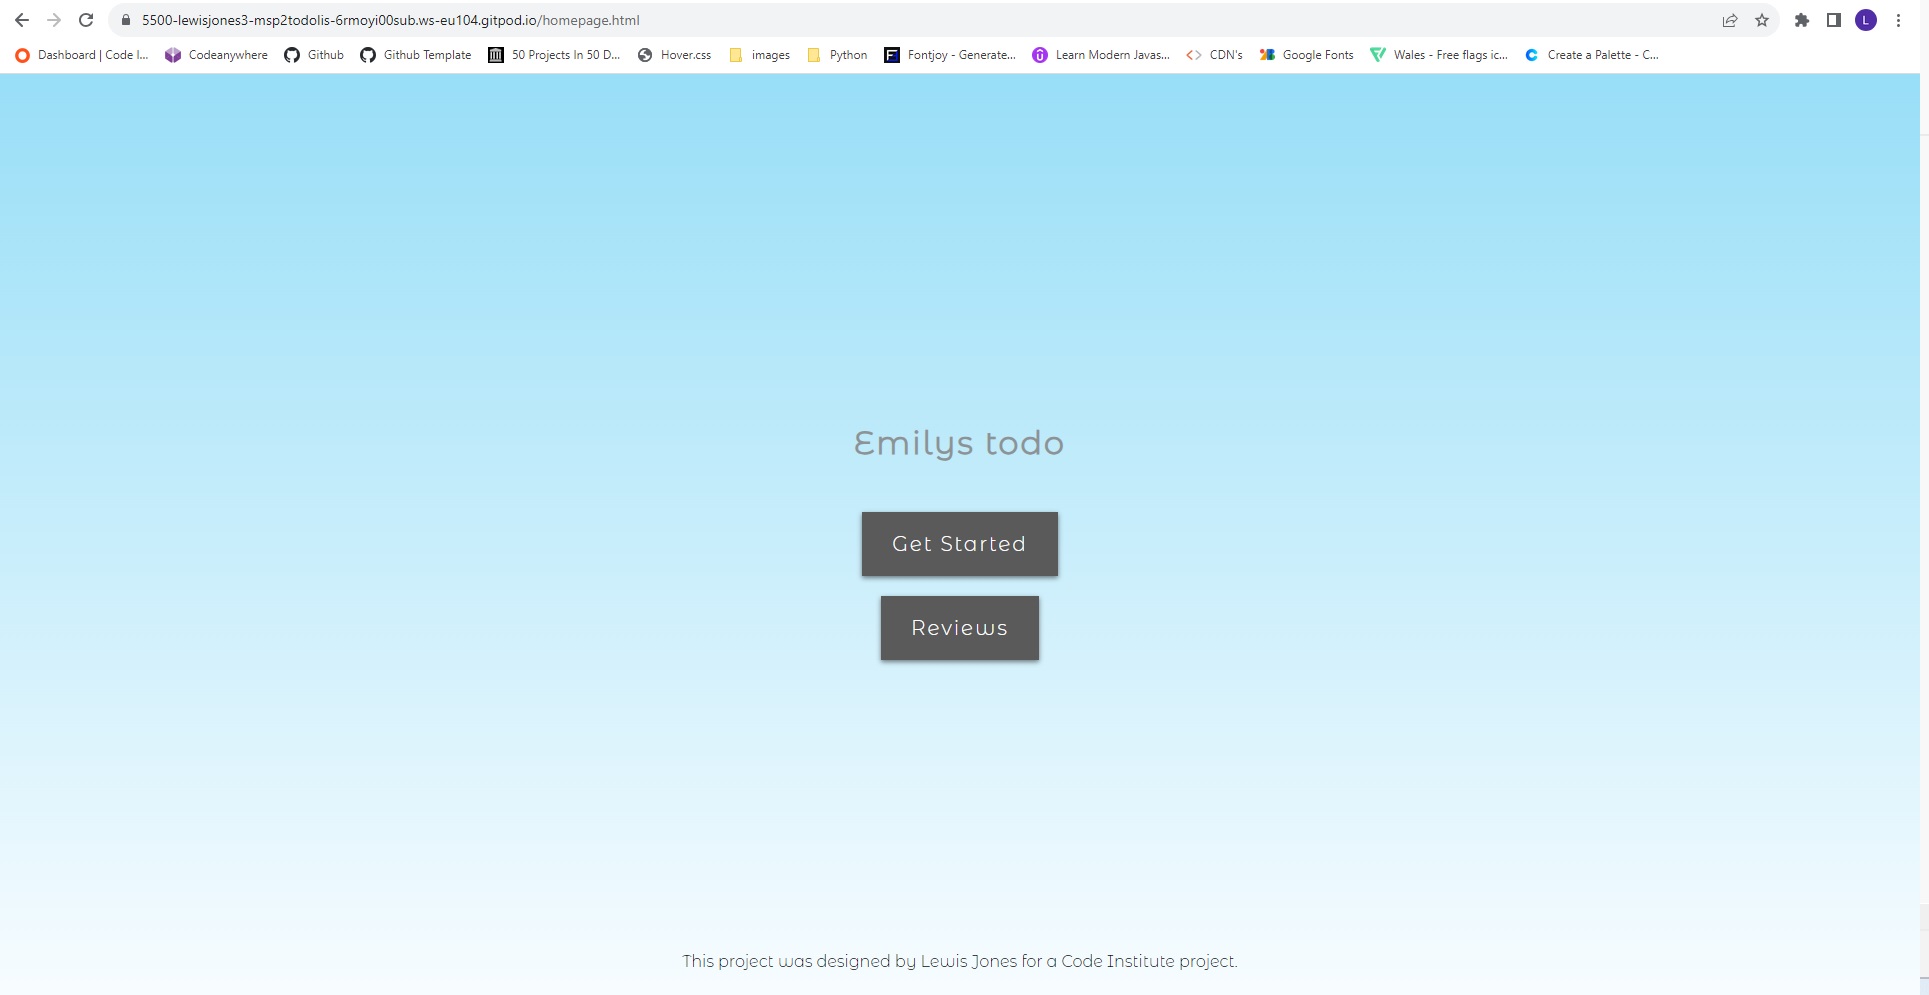 5500-lewisjones3-msp2todolis-6rmoyi00sub.ws-eu104.gitpod.io/homepage.html
L
Dashboard | Code I... Codeanywhere Github Github Template 50 Projects In 50 D... Hover.css images Python Fontjoy - Generate... Learn Modern Javas... CDN's Google Fonts Wales - Free flags ic... Create a Palette - C...
Emilys todo
Get Started
Reviews
This project was designed by Lewis Jones for a Code Institute project.